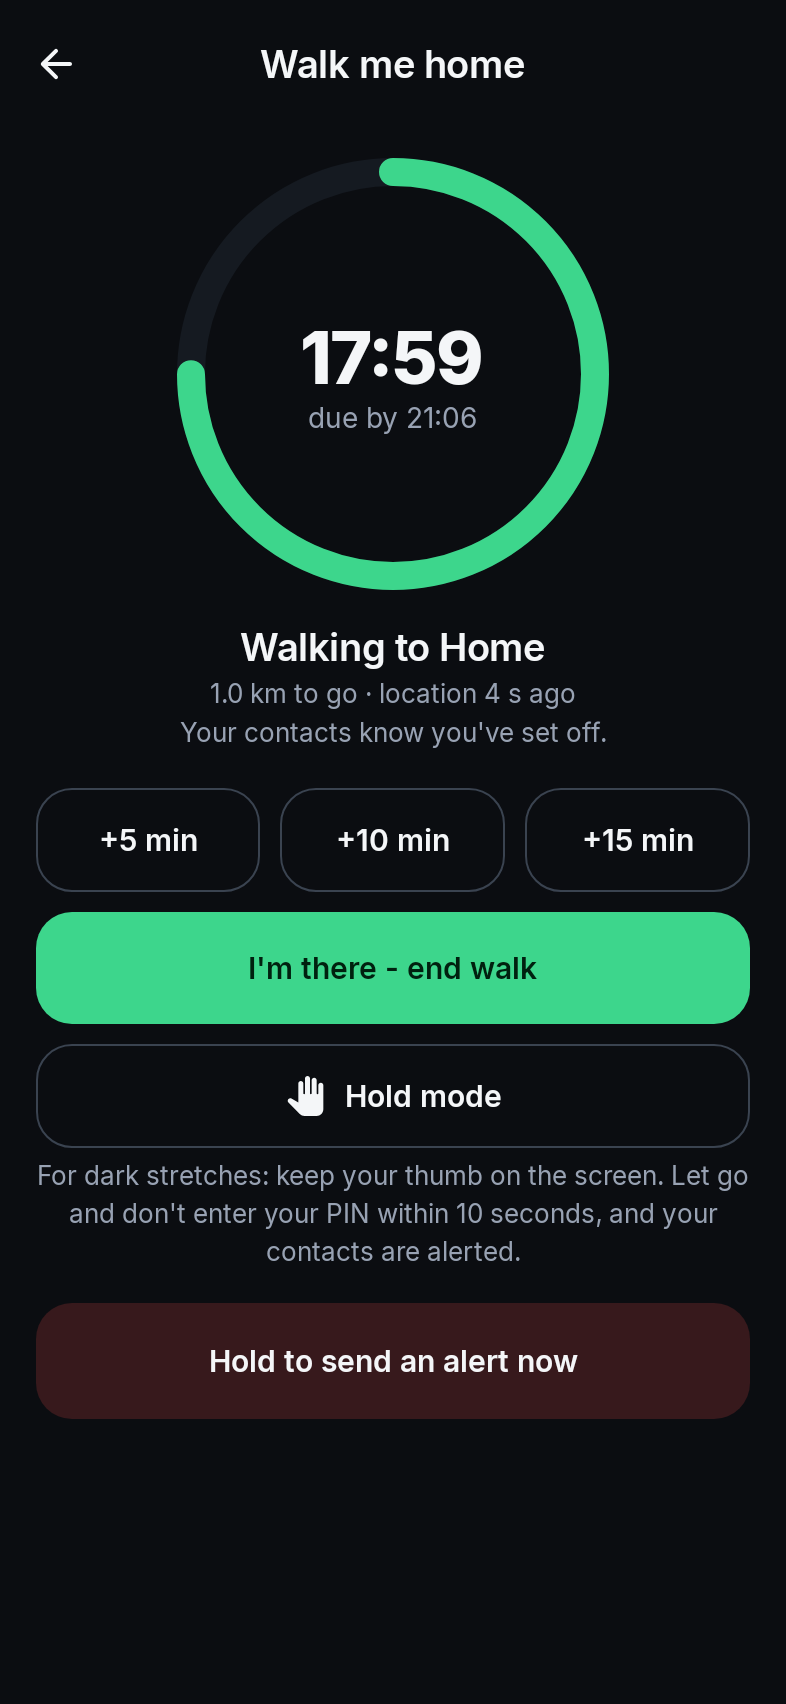 Walk me home
17:59
due by 21:06
Walking to Home
1.0 km to go · location 4 s ago
Your contacts know you've set off.
+5 min
+10 min
+15 min
I'm there - end walk
Hold mode
For dark stretches: keep your thumb on the screen. Let go
and don't enter your PIN within 10 seconds, and your
contacts are alerted.
Hold to send an alert now